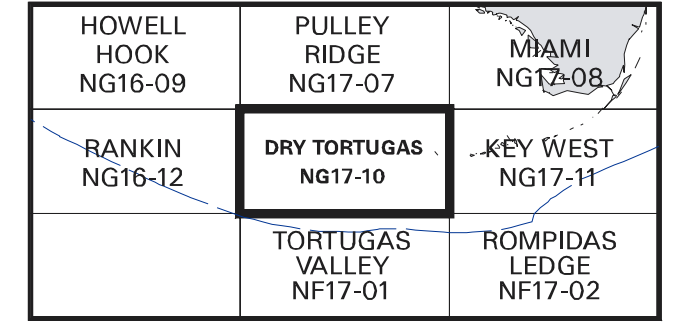 HOWELL
HOOK
NG16-09
PULLEY
RIDGE
NG17-07
MIAMI
NG17-08
RANKIN
NG16-12
DRY TORTUGAS
NG17-10
KEY WEST
NG17-11
TORTUGAS
VALLEY
NF17-01
ROMPIDAS
LEDGE
NF17-02